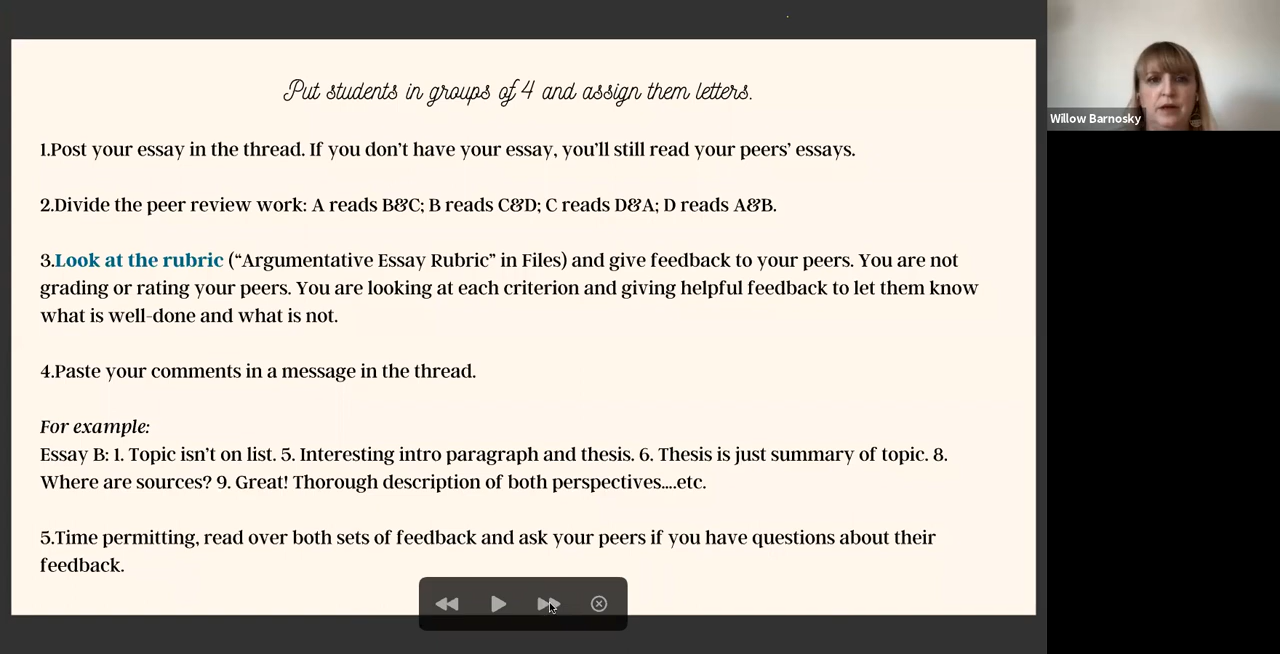 Put students in groups of 4 and assign them letters.
1.Post your essay in the thread. If you don't have your essay, you'll still read your peers' essays.
2.Divide the peer review work: A reads B&C; B reads C&D; C reads D&A; D reads A&B.
3.Look at the rubric (“Argumentative Essay Rubric” in Files) and give feedback to your peers. You are not
grading or rating your peers. You are looking at each criterion and giving helpful feedback to let them know
what is well-done and what is not.
4.Paste your comments in a message in the thread.
For example:
Essay B: 1. Topic isn't on list. 5. Interesting intro paragraph and thesis. 6. Thesis is just summary of topic. 8.
Where are sources? 9. Great! Thorough description of both perspectives....etc.
5.Time permitting, read over both sets of feedback and ask your peers if you have questions about their
feedback.
Willow Barnosky